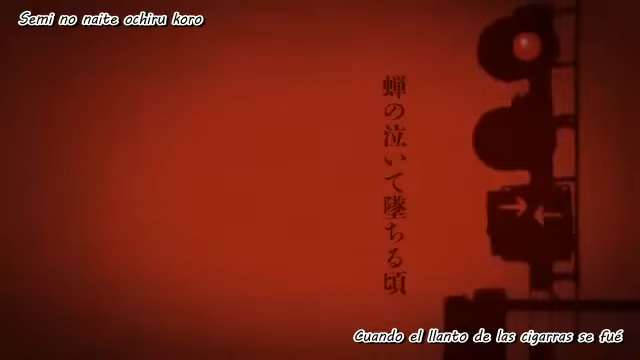 Semi no naite ochiru koro
蝉の泣いて墜ちる頃
Cuando el llanto de las cigarras se fué